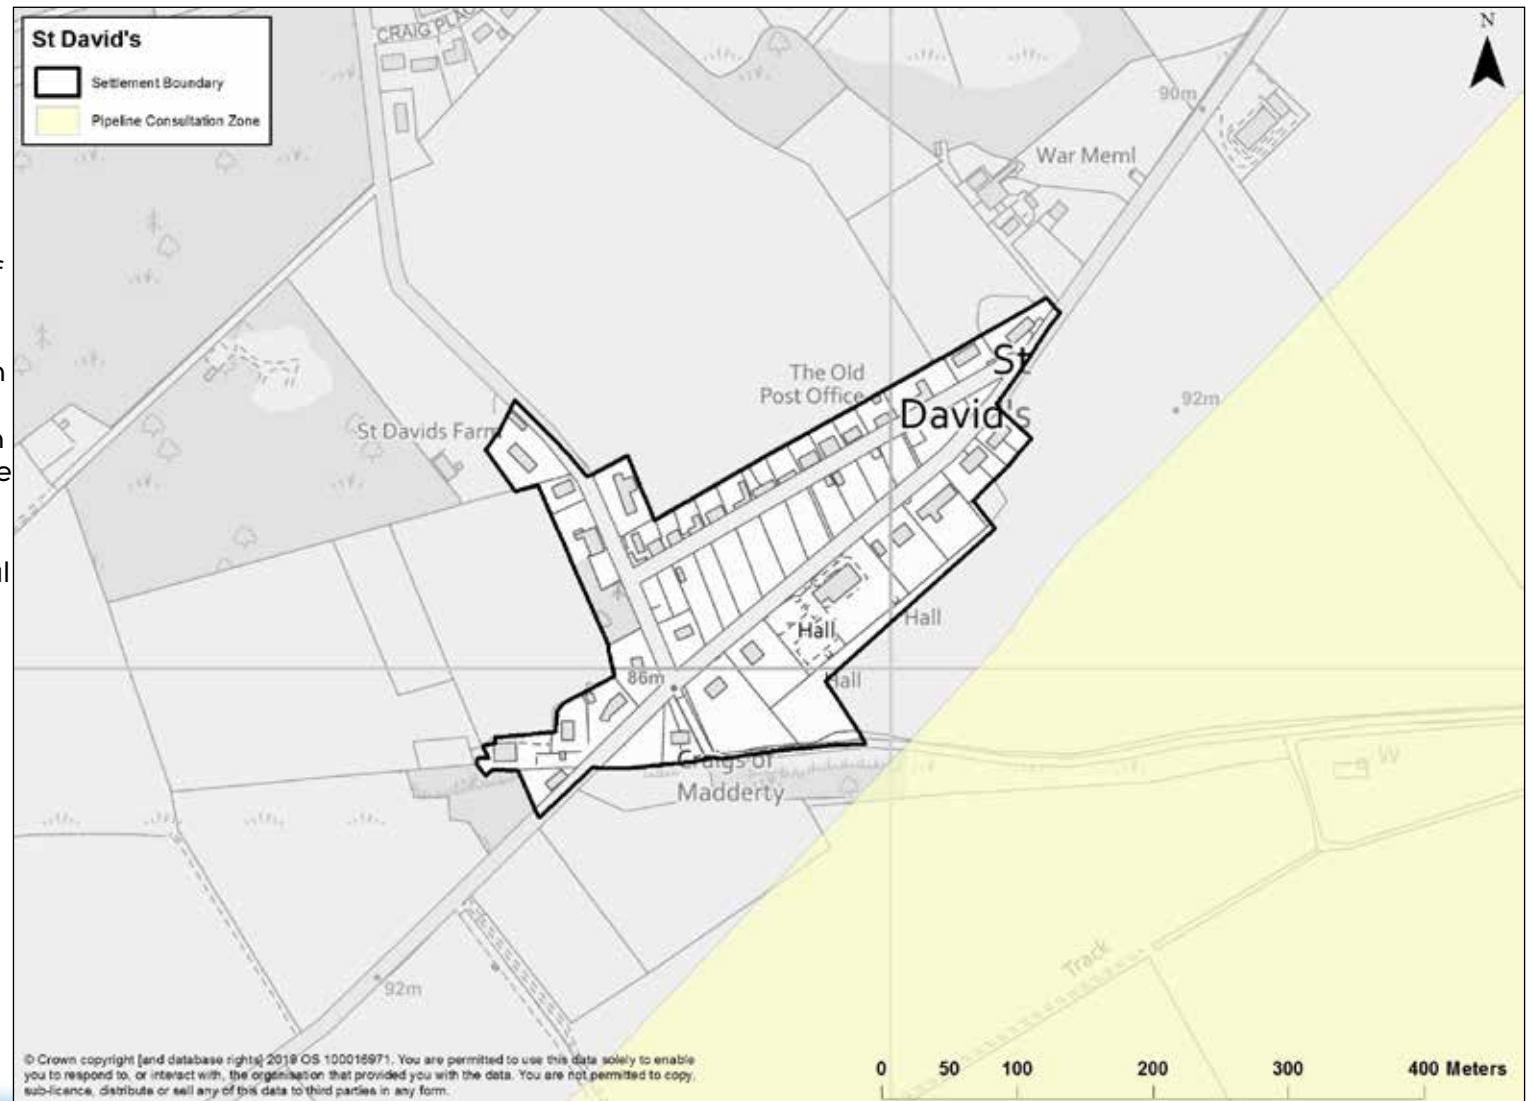 St David's
Settlement Boundary
Pipeline Consultation Zone
CRAIG PLAC
N
90m
War Meml
The Old
Post Office
St
David's
92m
St Davids Farm
Hall
Hall
Hall
86m
Craigs of
Madderty
W
Track
92m
© Crown copyright [and database rights] 2019 OS 100016971. You are permitted to use this data solely to enable
you to respond to, or interact with, the organisation that provided you with the data. You are not permitted to copy,
sub-licence, distribute or sell any of this data to third parties in any form.
0 50 100 200 300 400 Meters